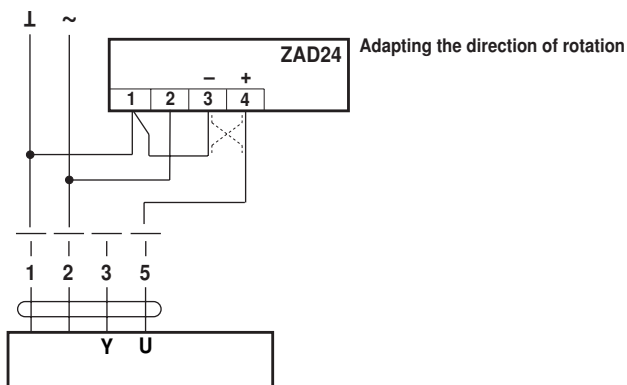 ⊥ ~
ZAD24
Adapting the direction of rotation
– +
1 2 3 4
1 2 3 5
Y U